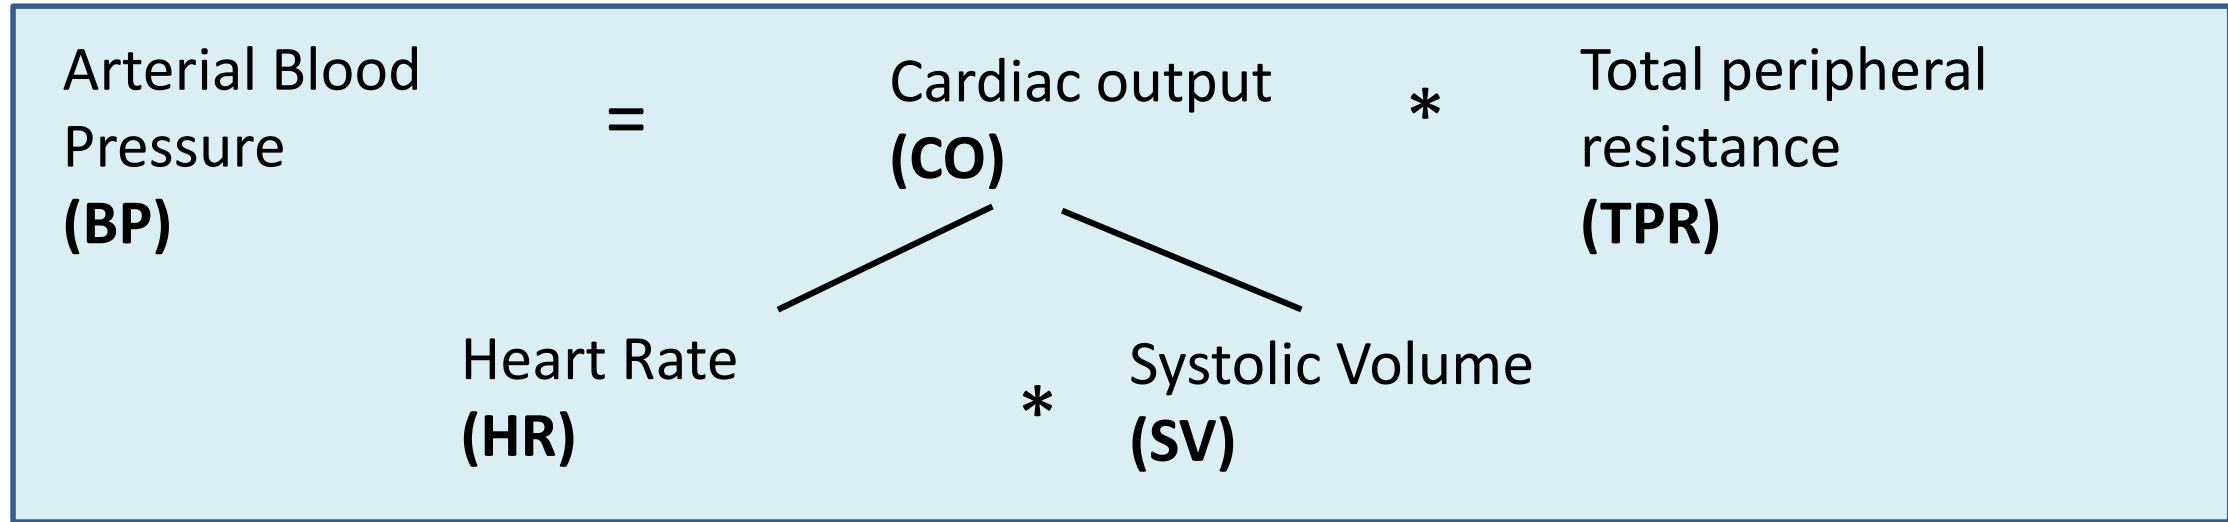 Arterial Blood
Pressure
(BP)
=
Cardiac output
(CO)
*
Total peripheral
resistance
(TPR)
Heart Rate
(HR)
*
Systolic Volume
(SV)